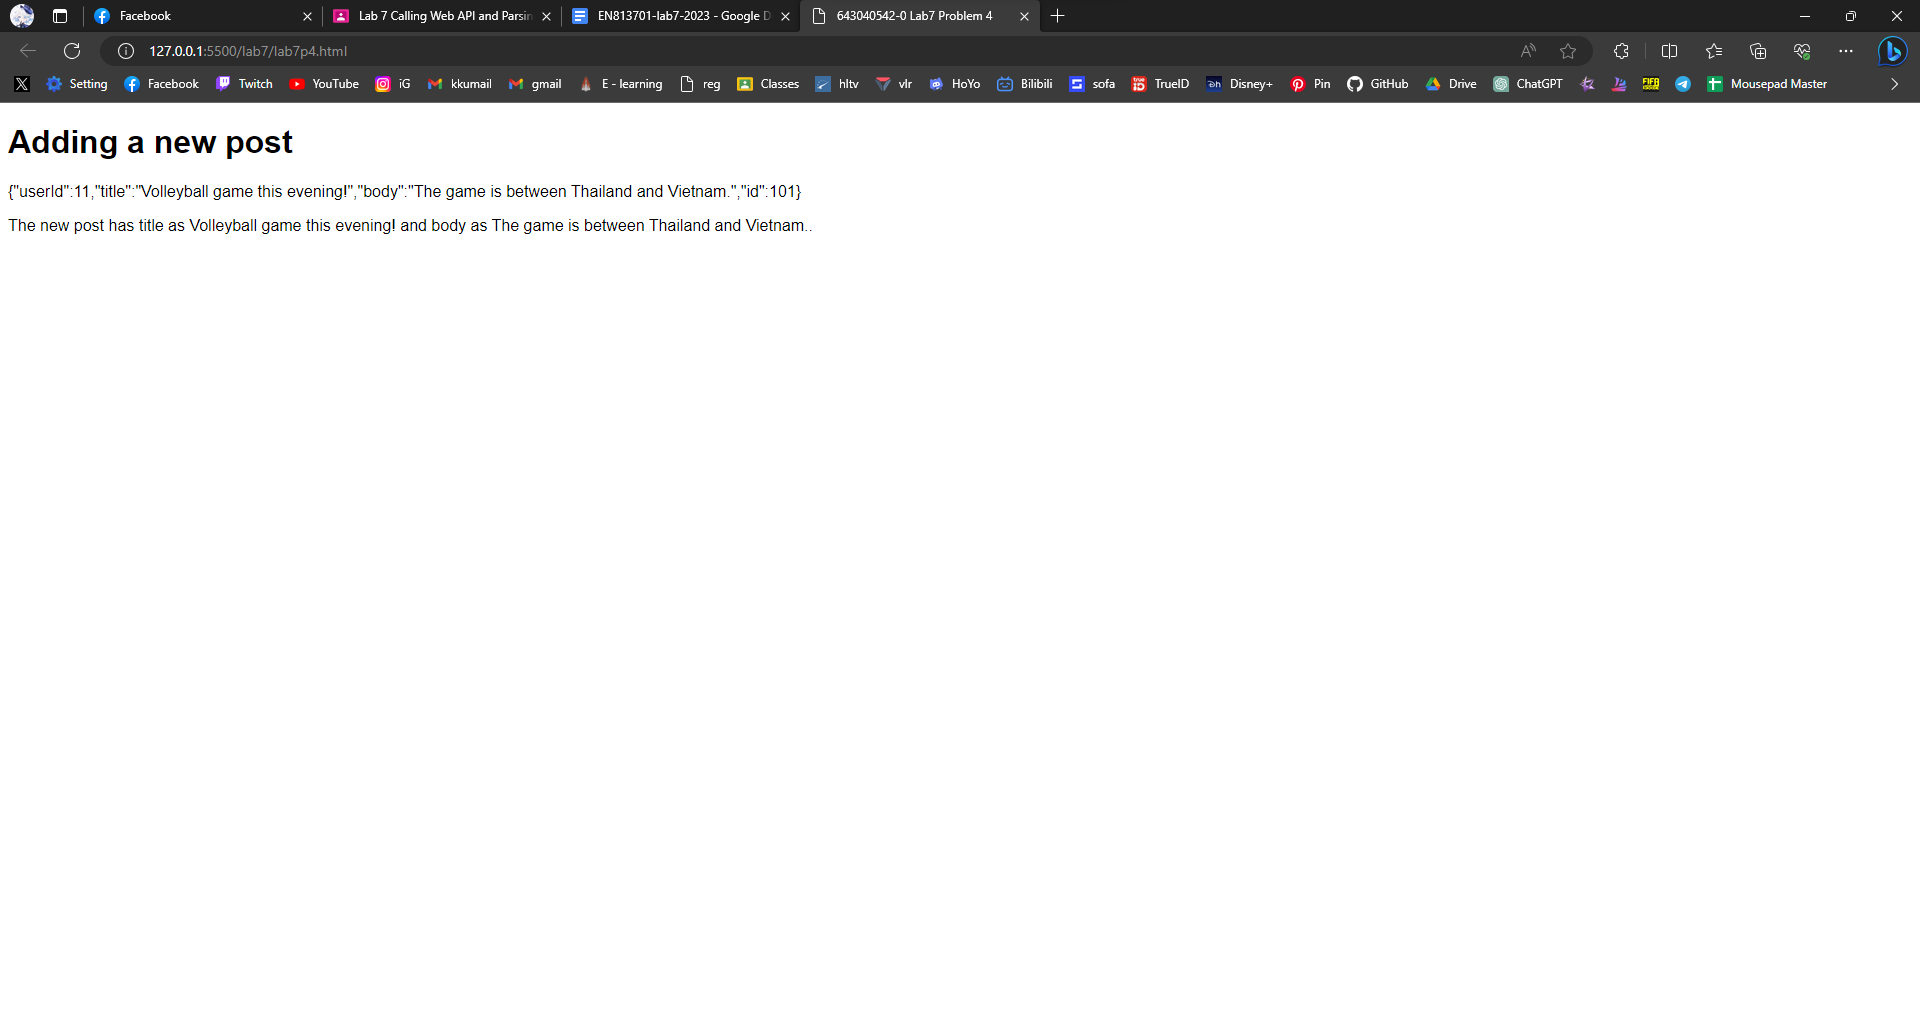 Facebook
Lab 7 Calling Web API and Parsin
EN813701-lab7-2023 - Google D
643040542-0 Lab7 Problem 4
127.0.0.1:5500/lab7/lab7p4.html
Setting Facebook Twitch YouTube iG kkumail gmail E - learning reg Classes hltv vlr HoYo Bilibili sofa TrueID Disney+ Pin GitHub Drive ChatGPT Mousepad Master
Adding a new post
{"userId":11,"title":"Volleyball game this evening!","body":"The game is between Thailand and Vietnam.","id":101}
The new post has title as Volleyball game this evening! and body as The game is between Thailand and Vietnam..